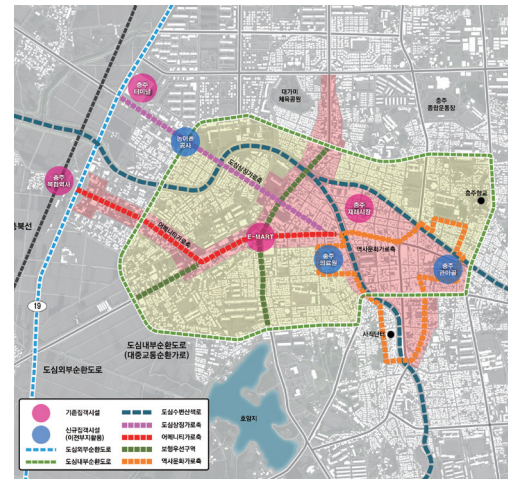 충주
터미널
대가미
체육공원
충주
종합운동장
농어촌
공사
도심상징가로축
충주
복합역사
충주
재래시장
충주향교
충북선
어메니티가로축
E-MART
역사문화가로축
충주
의료원
충주
관아골
19
사직단터
도심내부순환도로
(대중교통순환가로)
도심외부순환도로
호암지
기존집객시설
신규집객시설
(이전부지활용)
도심외부순환도로
도심내부순환도로
도심수변산책로
도심상징가로축
어메니티가로축
보행우선구역
역사문화가로축